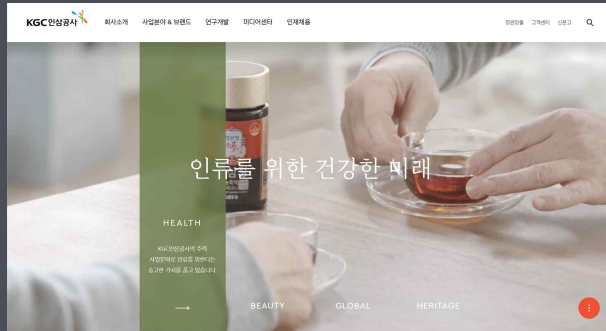 KGC인삼공사
회사소개 사업분야 & 브랜드 연구개발 미디어센터 인재채용
정관장몰 고객센터 신문고
인류를 위한 건강한 미래
HEALTH
KGC인삼공사의 주력
사업분야로 인류를 위한다는
숭고한 가치를 품고 있습니다.
BEAUTY GLOBAL HERITAGE